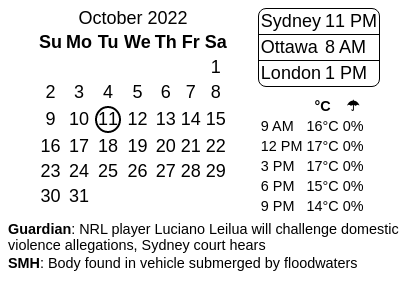 October 2022
Su Mo Tu We Th Fr Sa
1
2 3 4 5 6 7 8
9 10 11 12 13 14 15
16 17 18 19 20 21 22
23 24 25 26 27 28 29
30 31
Sydney 11 PM
Ottawa 8 AM
London 1 PM
°C ☂
9 AM 16°C 0%
12 PM 17°C 0%
3 PM 17°C 0%
6 PM 15°C 0%
9 PM 14°C 0%
Guardian: NRL player Luciano Leilua will challenge domestic
violence allegations, Sydney court hears
SMH: Body found in vehicle submerged by floodwaters